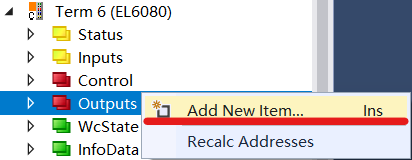 Term 6 (EL6080)
Status
Inputs
Control
Outputs
Add New Item... Ins
WcState
Recalc Addresses
InfoData